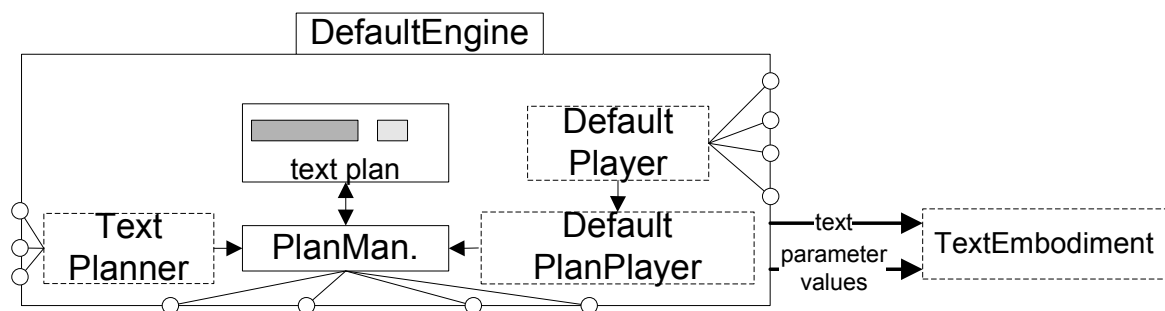 DefaultEngine
Default
Player
text plan
Text
Planner
PlanMan.
Default
PlanPlayer
text
parameter
values
TextEmbodiment